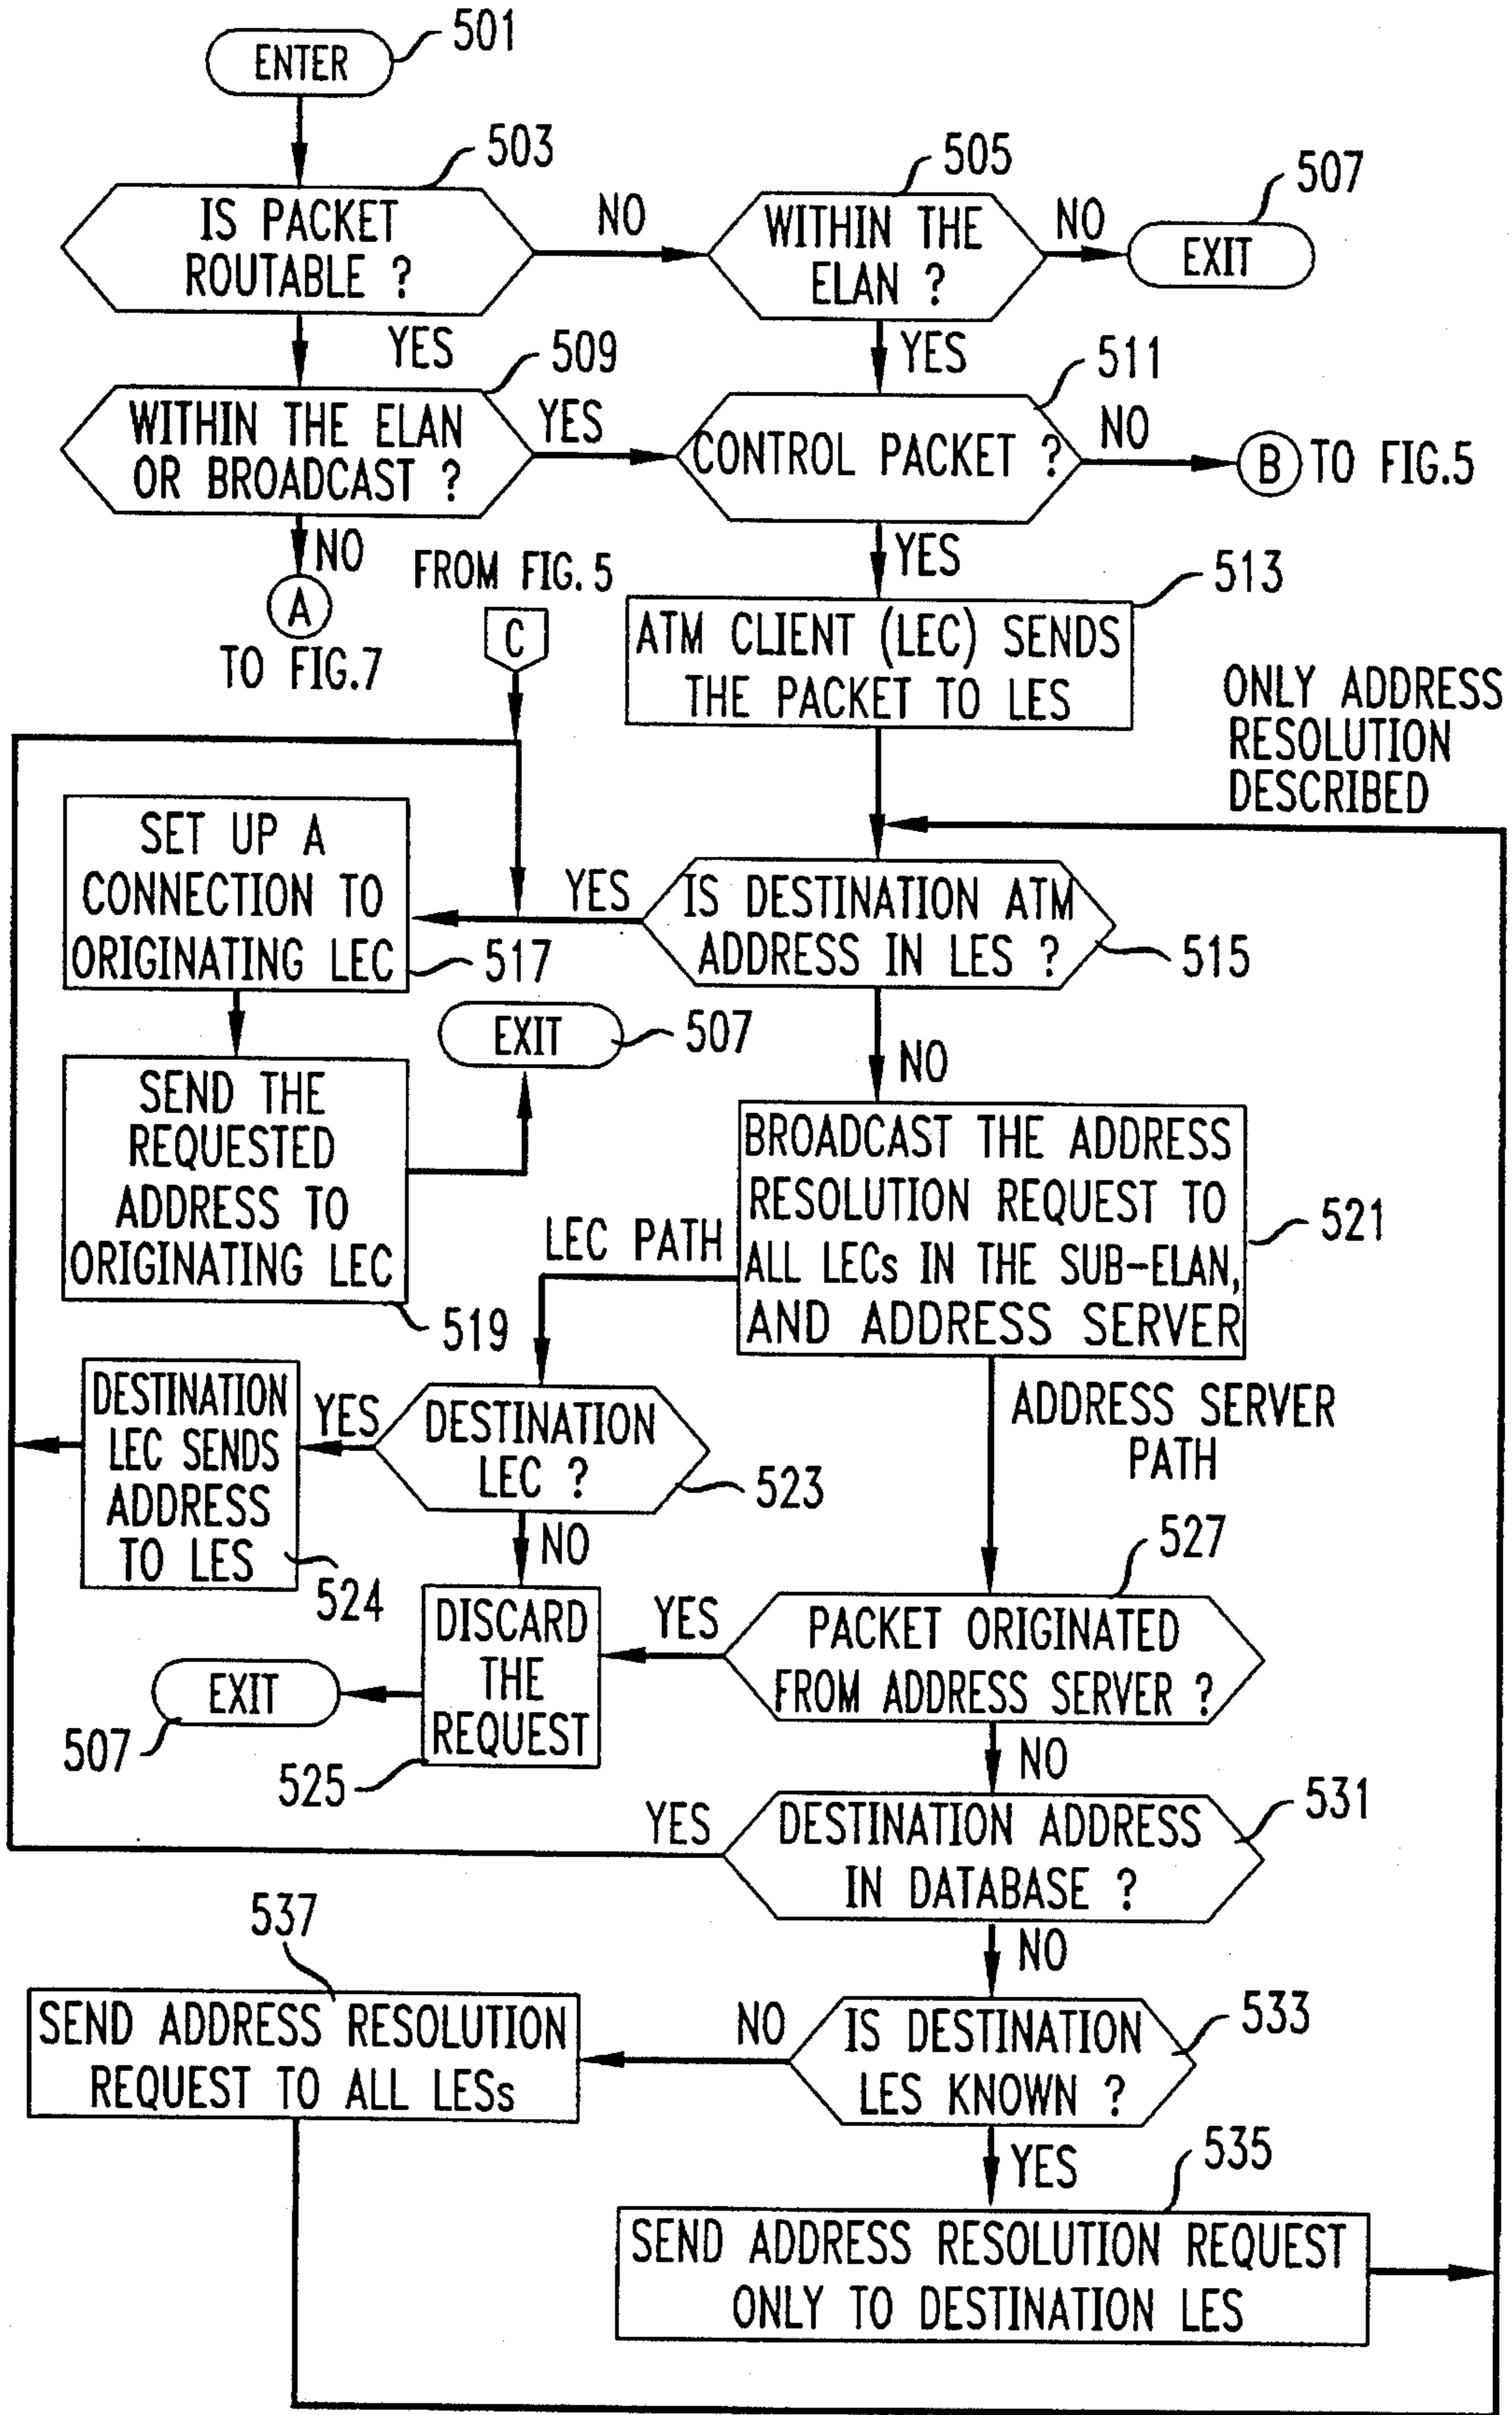 501
ENTER
503
505
507
IS PACKET
ROUTABLE ?
NO
WITHIN THE
ELAN ?
NO
EXIT
YES
509
YES
511
WITHIN THE ELAN
OR BROADCAST ?
YES
CONTROL PACKET ?
NO
B
TO FIG.5
NO
A
TO FIG.7
FROM FIG. 5
C
YES
513
ATM CLIENT (LEC) SENDS
THE PACKET TO LES
ONLY ADDRESS
RESOLUTION
DESCRIBED
SET UP A
CONNECTION TO
ORIGINATING LEC
517
YES
IS DESTINATION ATM
ADDRESS IN LES ?
515
EXIT
507
NO
SEND THE
REQUESTED
ADDRESS TO
ORIGINATING LEC
519
BROADCAST THE ADDRESS
RESOLUTION REQUEST TO
ALL LECs IN THE SUB-ELAN,
AND ADDRESS SERVER
521
LEC PATH
ADDRESS SERVER
PATH
DESTINATION
LEC SENDS
ADDRESS
TO LES
524
YES
DESTINATION
LEC ?
523
NO
527
DISCARD
THE
REQUEST
525
YES
PACKET ORIGINATED
FROM ADDRESS SERVER ?
EXIT
507
NO
531
YES
DESTINATION ADDRESS
IN DATABASE ?
537
NO
SEND ADDRESS RESOLUTION
REQUEST TO ALL LESs
NO
IS DESTINATION
LES KNOWN ?
533
YES
535
SEND ADDRESS RESOLUTION REQUEST
ONLY TO DESTINATION LES